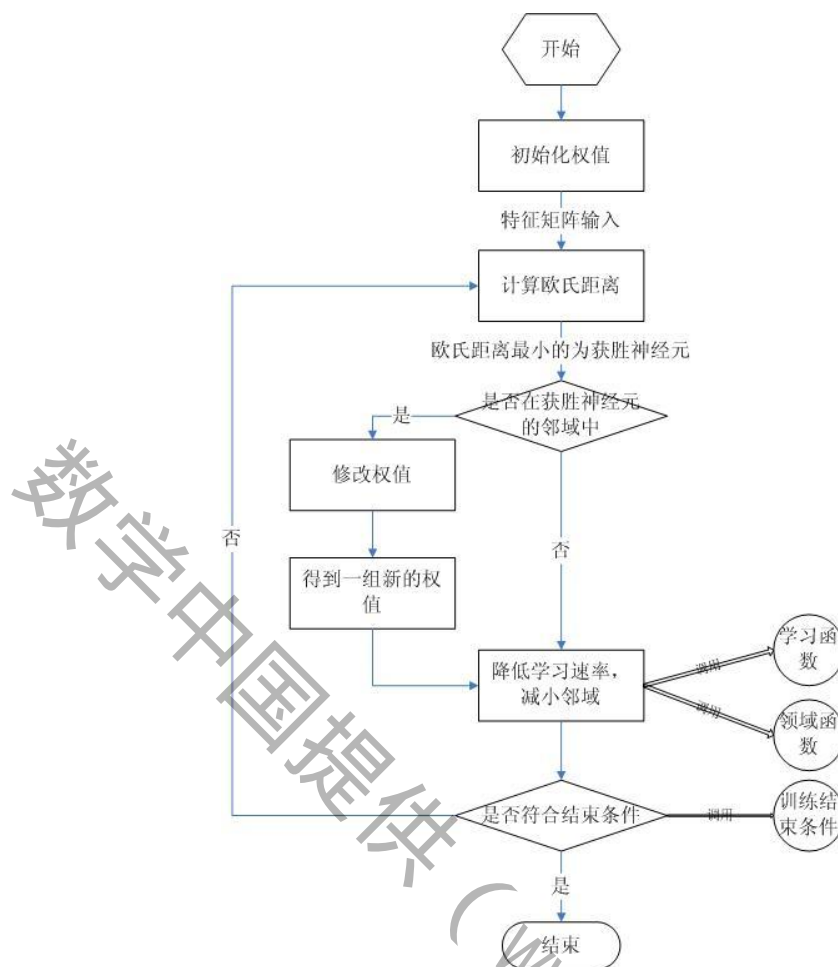 开始
初始化权值
特征矩阵输入
计算欧氏距离
欧氏距离最小的为获胜神经元
是否在获胜神经元
的邻域中
是
修改权值
否
否
得到一组新的权
值
学习函
数
调用
降低学习速率，
减小邻域
调用
领域函
数
是否符合结束条件
调用
训练结
束条件
是
结束
数学中国提供（w